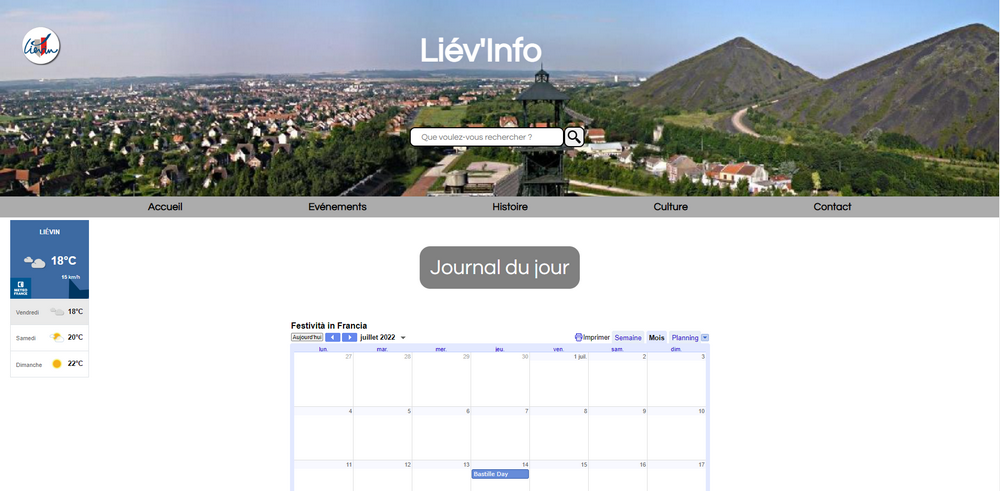 Liévin
Liév'Info
Que voulez-vous rechercher ?
Accueil Evénements Histoire Culture Contact
LIÉVIN
18°C
15 km/h
METEO
FRANCE
Vendredi 18°C
Samedi 20°C
Dimanche 22°C
Journal du jour
Festività in Francia
Aujourd'hui juillet 2022 Imprimer Semaine Mois Planning
lun. mar. mer. jeu. ven. sam. dim.
27 28 29 30 1 juil. 2 3
4 5 6 7 8 9 10
11 12 13 14 15 16 17
Bastille Day